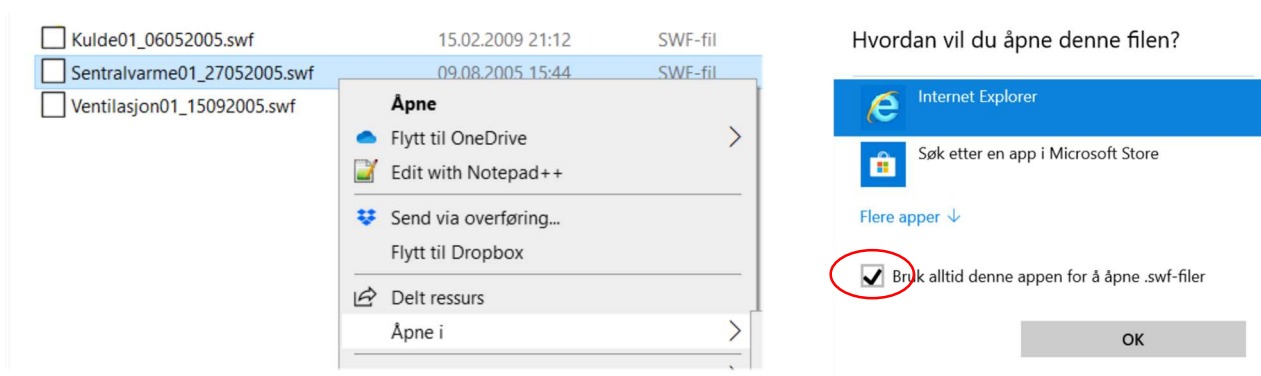 Kulde01_06052005.swf 15.02.2009 21:12 SWF-fil
Sentralvarme01_27052005.swf 09.08.2005 15:44 SWF-fil
Ventilasjon01_15092005.swf
Åpne
Flytt til OneDrive
Edit with Notepad++
Send via overføring...
Flytt til Dropbox
Delt ressurs
Åpne i
Hvordan vil du åpne denne filen?
Internet Explorer
Søk etter en app i Microsoft Store
Flere apper
Bruk alltid denne appen for å åpne .swf-filer
OK